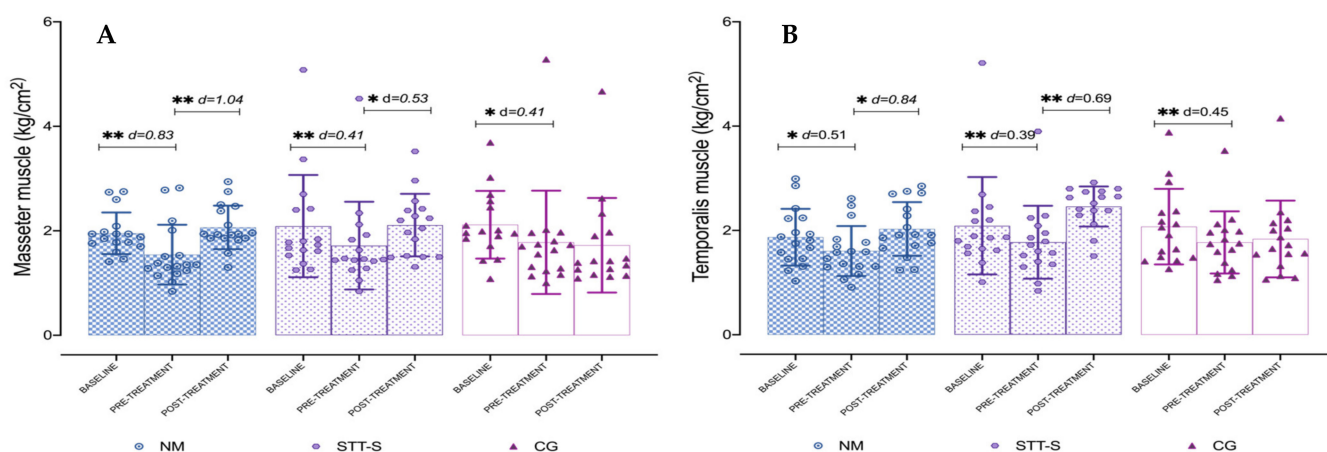 A
Masseter muscle (kg/cm²)
6
4
2
0
** d=0.83
** d=1.04
** d=0.41
* d=0.53
* d=0.41
BASELINE
PRE-TREATMENT
POST-TREATMENT
BASELINE
PRE-TREATMENT
POST-TREATMENT
BASELINE
PRE-TREATMENT
POST-TREATMENT
NM
STT-S
CG
B
Temporalis muscle (kg/cm²)
6
4
2
0
* d=0.51
* d=0.84
** d=0.39
** d=0.69
** d=0.45
BASELINE
PRE-TREATMENT
POST-TREATMENT
BASELINE
PRE-TREATMENT
POST-TREATMENT
BASELINE
PRE-TREATMENT
POST-TREATMENT
NM
STT-S
CG